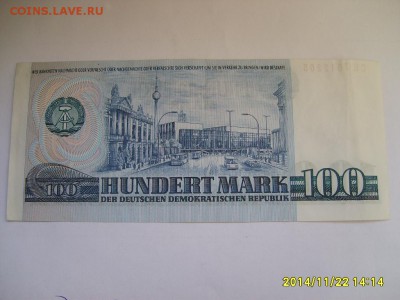 COINS.LAVE.RU
100 HUNDERT MARK 100
DER DEUTSCHEN DEMOKRATISCHEN REPUBLIK
2014/11/22 14:14